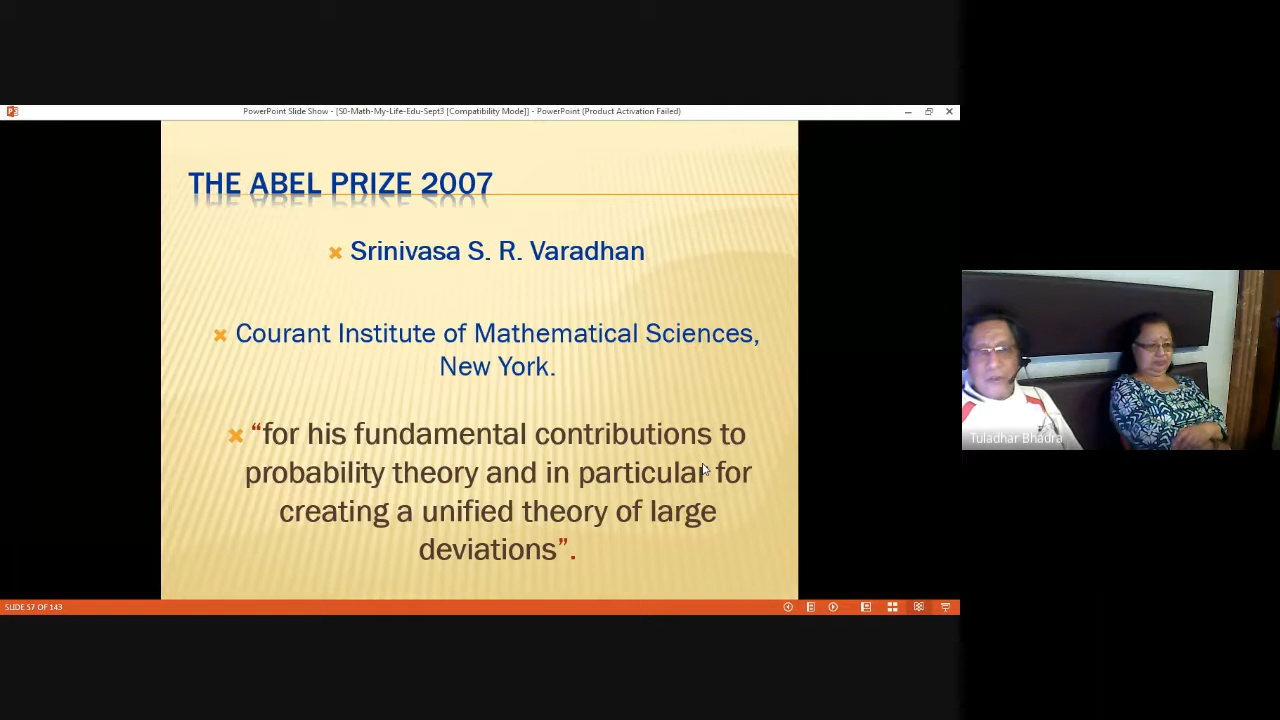 PowerPoint Slide Show - [S0-Math-My-Life-Edu-Sept3 [Compatibility Mode]] - PowerPoint (Product Activation Failed)
THE ABEL PRIZE 2007
Srinivasa S. R. Varadhan
Courant Institute of Mathematical Sciences,
New York.
“for his fundamental contributions to
probability theory and in particular for
creating a unified theory of large
deviations”.
SLIDE 57 OF 143
Tuladhar Bhadra